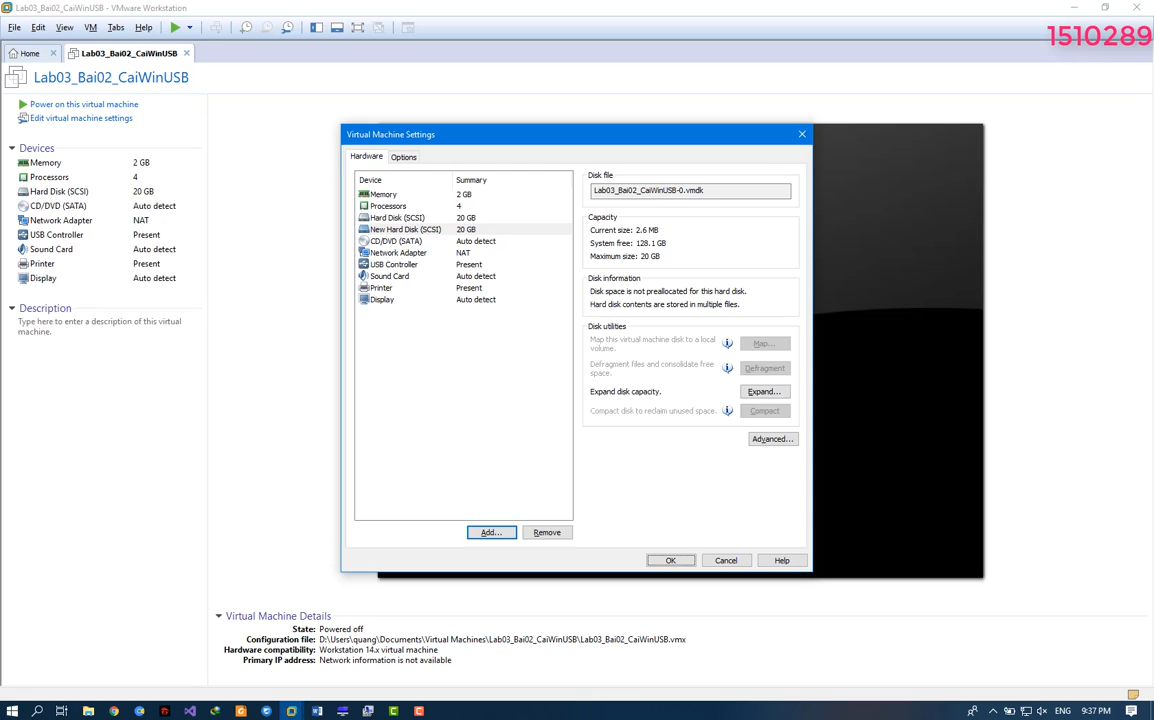 Lab03_Bai02_CaiWinUSB - VMware Workstation
File Edit View VM Tabs Help
1510289
Home
Lab03_Bai02_CaiWinUSB
Lab03_Bai02_CaiWinUSB
Power on this virtual machine
Edit virtual machine settings
Devices
Memory 2 GB
Processors 4
Hard Disk (SCSI) 20 GB
CD/DVD (SATA) Auto detect
Network Adapter NAT
USB Controller Present
Sound Card Auto detect
Printer Present
Display Auto detect
Description
Type here to enter a description of this virtual
machine.
Virtual Machine Settings
Hardware Options
Device Summary
Memory 2 GB
Processors 4
Hard Disk (SCSI) 20 GB
New Hard Disk (SCSI) 20 GB
CD/DVD (SATA) Auto detect
Network Adapter NAT
USB Controller Present
Sound Card Auto detect
Printer Present
Display Auto detect
Add... Remove
Disk file
Lab03_Bai02_CaiWinUSB-0.vmdk
Capacity
Current size: 2.6 MB
System free: 128.1 GB
Maximum size: 20 GB
Disk information
Disk space is not preallocated for this hard disk.
Hard disk contents are stored in multiple files.
Disk utilities
Map this virtual machine disk to a local
volume.
Map...
Defragment files and consolidate free
space.
Defragment
Expand disk capacity.
Expand...
Compact disk to reclaim unused space.
Compact
Advanced...
OK Cancel Help
Virtual Machine Details
State: Powered off
Configuration file: D:\Users\quang\Documents\Virtual Machines\Lab03_Bai02_CaiWinUSB\Lab03_Bai02_CaiWinUSB.vmx
Hardware compatibility: Workstation 14.x virtual machine
Primary IP address: Network information is not available
ENG 9:37 PM